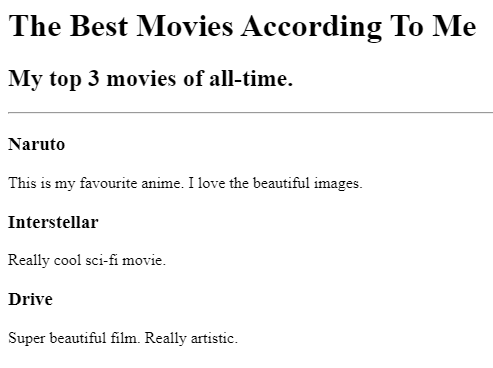 The Best Movies According To Me
My top 3 movies of all-time.
Naruto
This is my favourite anime. I love the beautiful images.
Interstellar
Really cool sci-fi movie.
Drive
Super beautiful film. Really artistic.